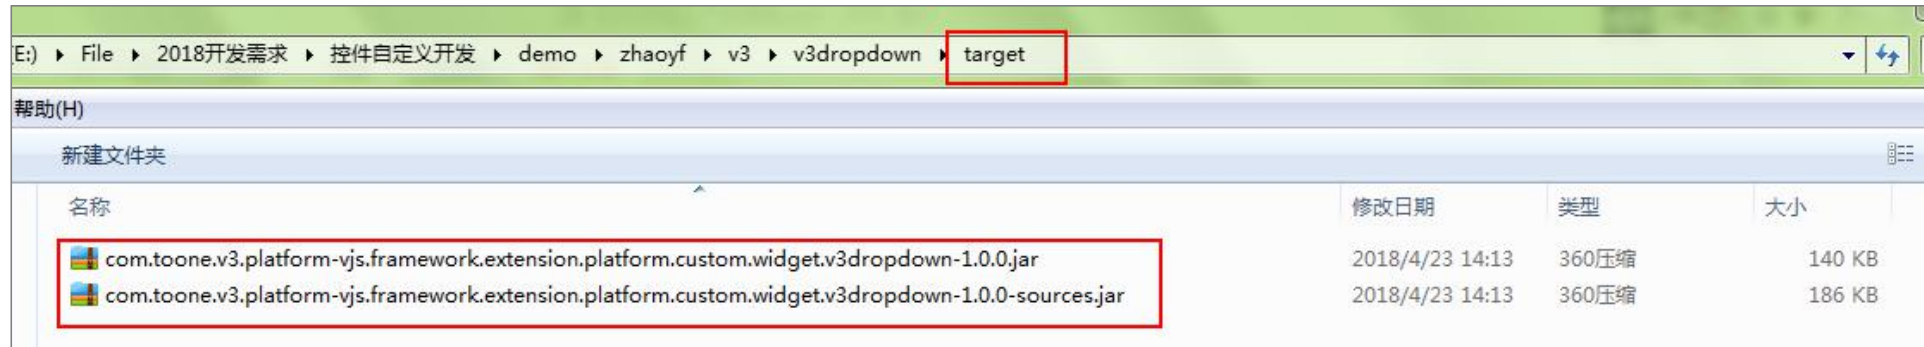 E:) ▸ File ▸ 2018开发需求 ▸ 控件自定义开发 ▸ demo ▸ zhaoyf ▸ v3 ▸ v3dropdown ▸ target
帮助(H)
新建文件夹
名称 修改日期 类型 大小
com.toone.v3.platform-vjs.framework.extension.platform.custom.widget.v3dropdown-1.0.0.jar 2018/4/23 14:13 360压缩 140 KB
com.toone.v3.platform-vjs.framework.extension.platform.custom.widget.v3dropdown-1.0.0-sources.jar 2018/4/23 14:13 360压缩 186 KB